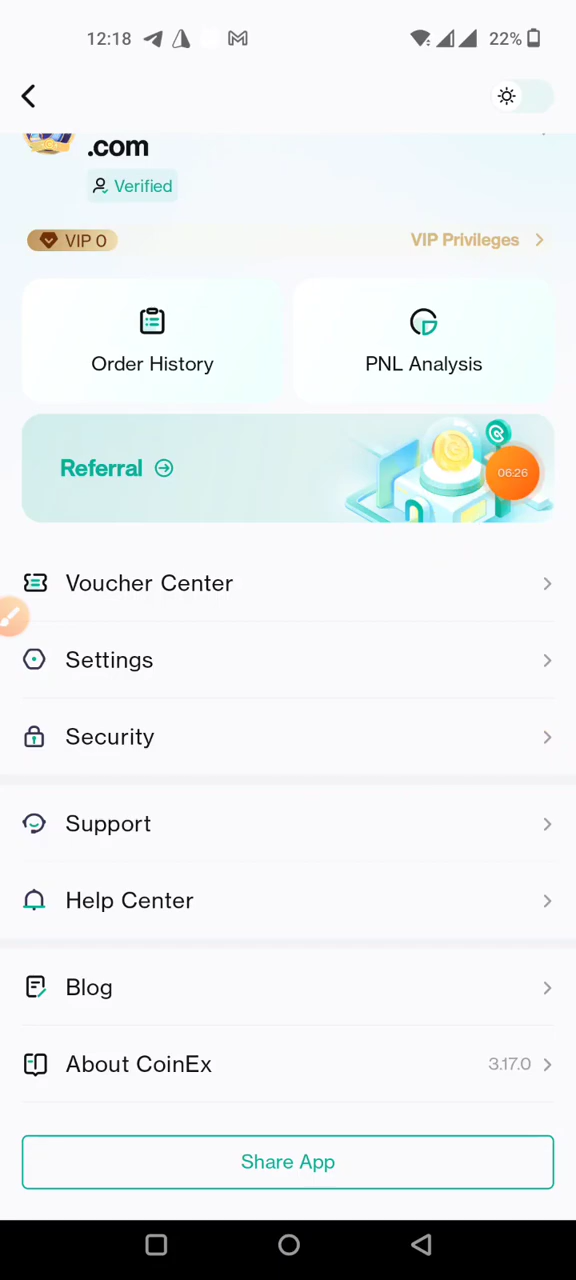 12:18
22%
.com
Verified
VIP 0
VIP Privileges
Order History
PNL Analysis
Referral
06:26
Voucher Center
Settings
Security
Support
Help Center
Blog
About CoinEx
3.17.0
Share App